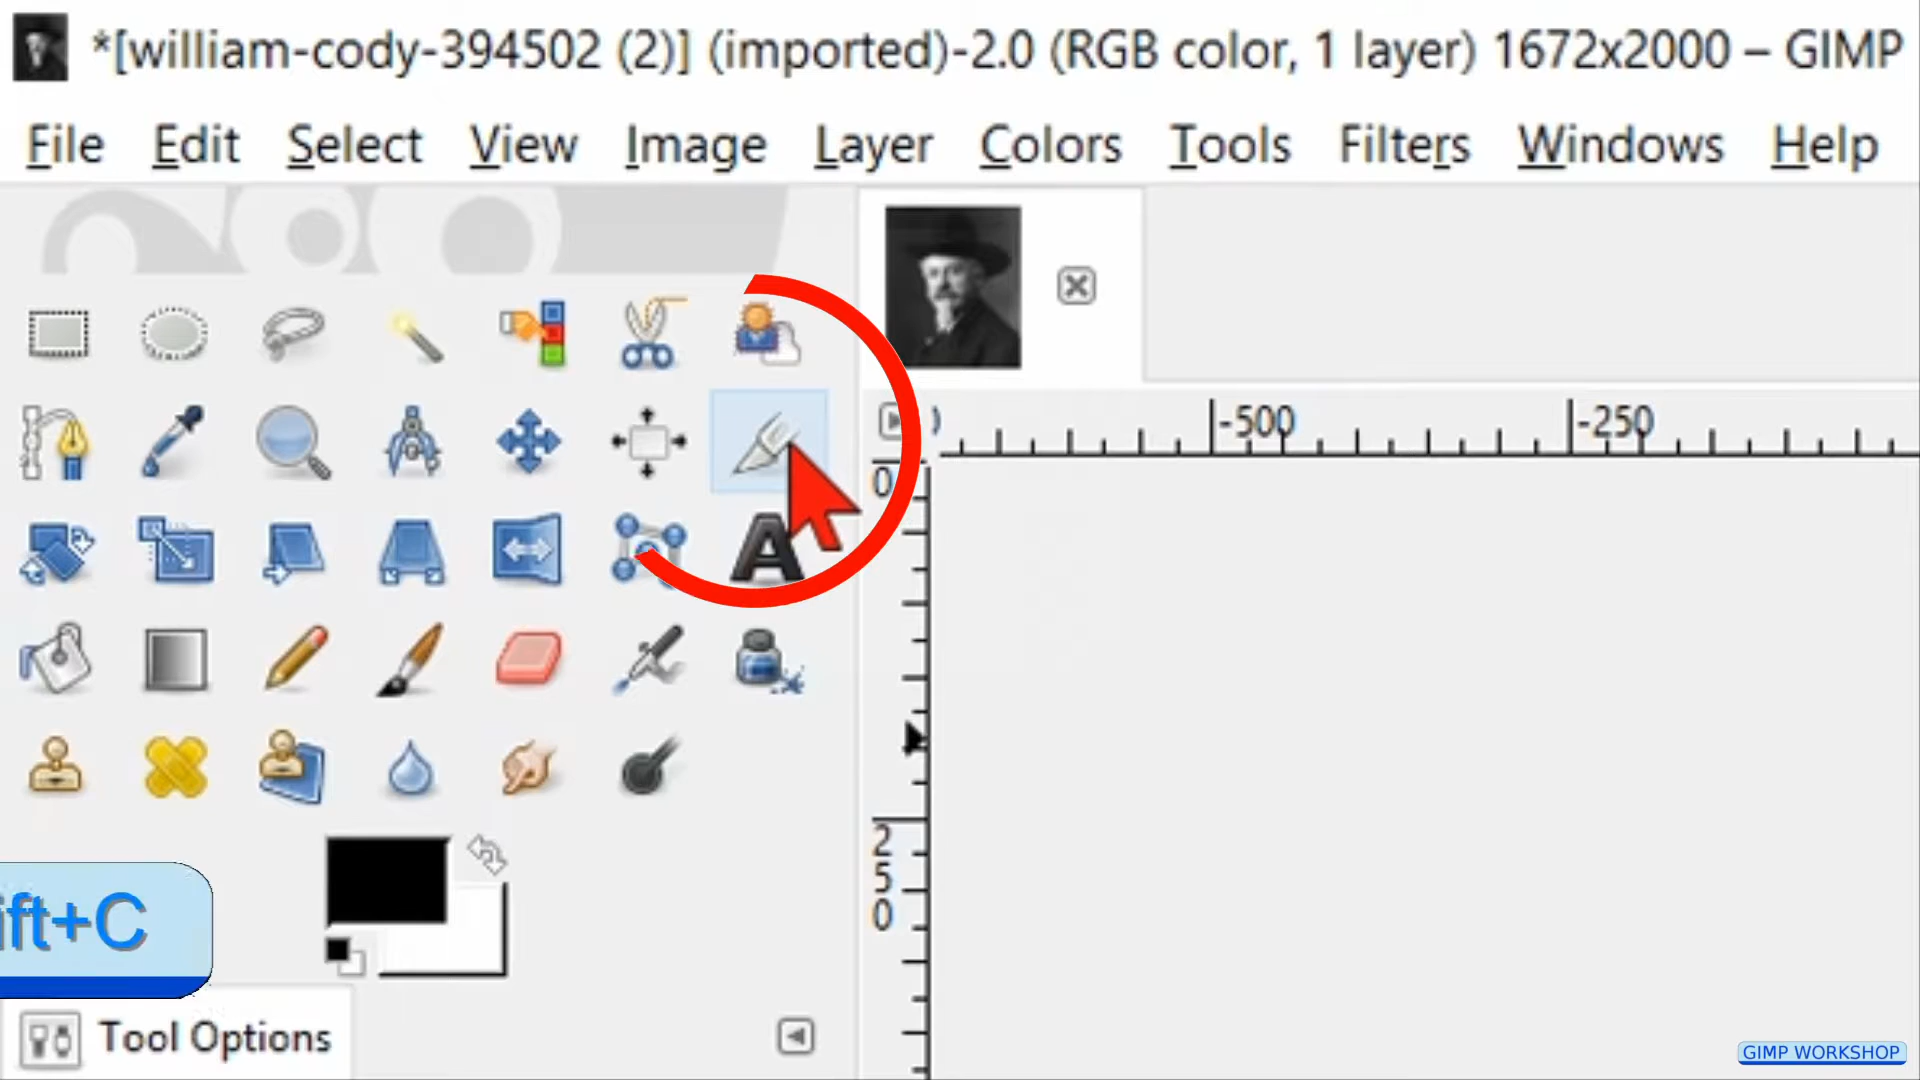 *[william-cody-394502 (2)] (imported)-2.0 (RGB color, 1 layer) 1672x2000 – GIMP
File Edit Select View Image Layer Colors Tools Filters Windows Help
-500 -250
0
A
250
ift+C
Tool Options
GIMP WORKSHOP